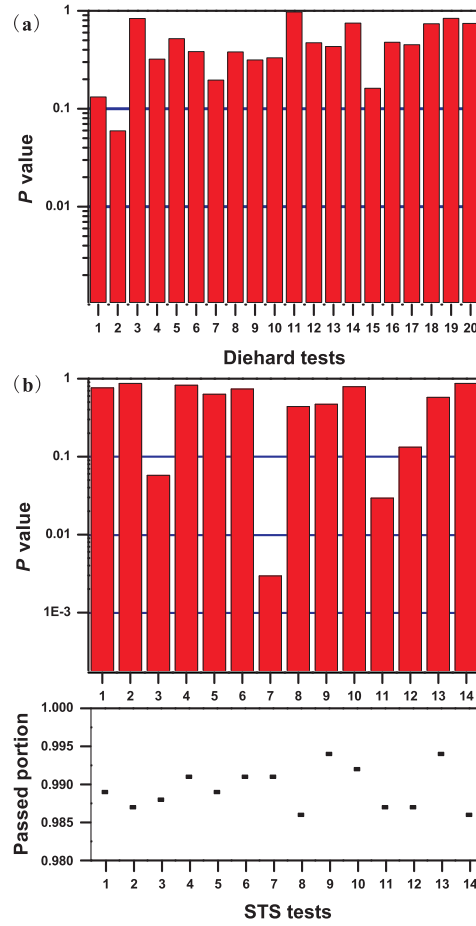 (a)
1
0.1
0.01
P value
1 2 3 4 5 6 7 8 9 10 11 12 13 14 15 16 17 18 19 20
Diehard tests
(b)
1
0.1
0.01
1E-3
P value
1 2 3 4 5 6 7 8 9 10 11 12 13 14
1.000
0.995
0.990
0.985
0.980
Passed portion
1 2 3 4 5 6 7 8 9 10 11 12 13 14
STS tests